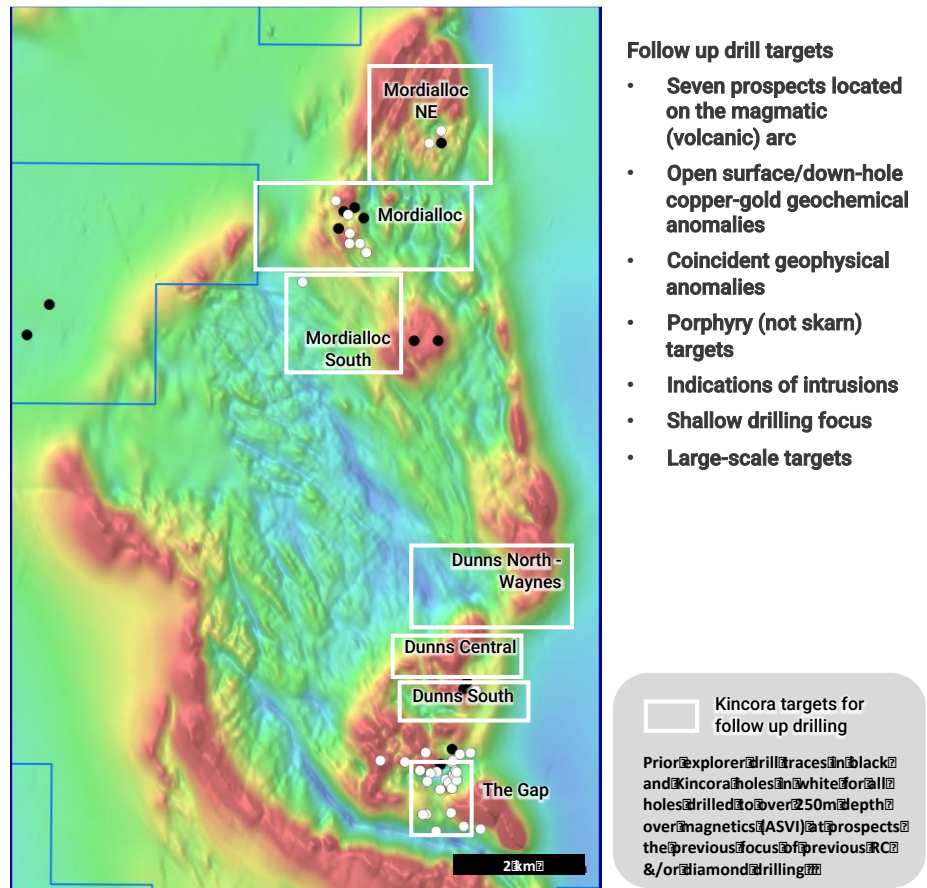 Mordialloc
NE
Mordialloc
Mordialloc
South
Dunns North -
Waynes
Dunns Central
Dunns South
The Gap
2 km
Follow up drill targets
• Seven prospects located
on the magmatic
(volcanic) arc
• Open surface/down-hole
copper-gold geochemical
anomalies
• Coincident geophysical
anomalies
• Porphyry (not skarn)
targets
• Indications of intrusions
• Shallow drilling focus
• Large-scale targets
Kincora targets for
follow up drilling
Prior explorer drill traces in black
and Kincora holes in white for all
holes drilled to over 250m depth
over magnetics (ASVI) at prospects
the previous focus of previous RC
&/or diamond drilling